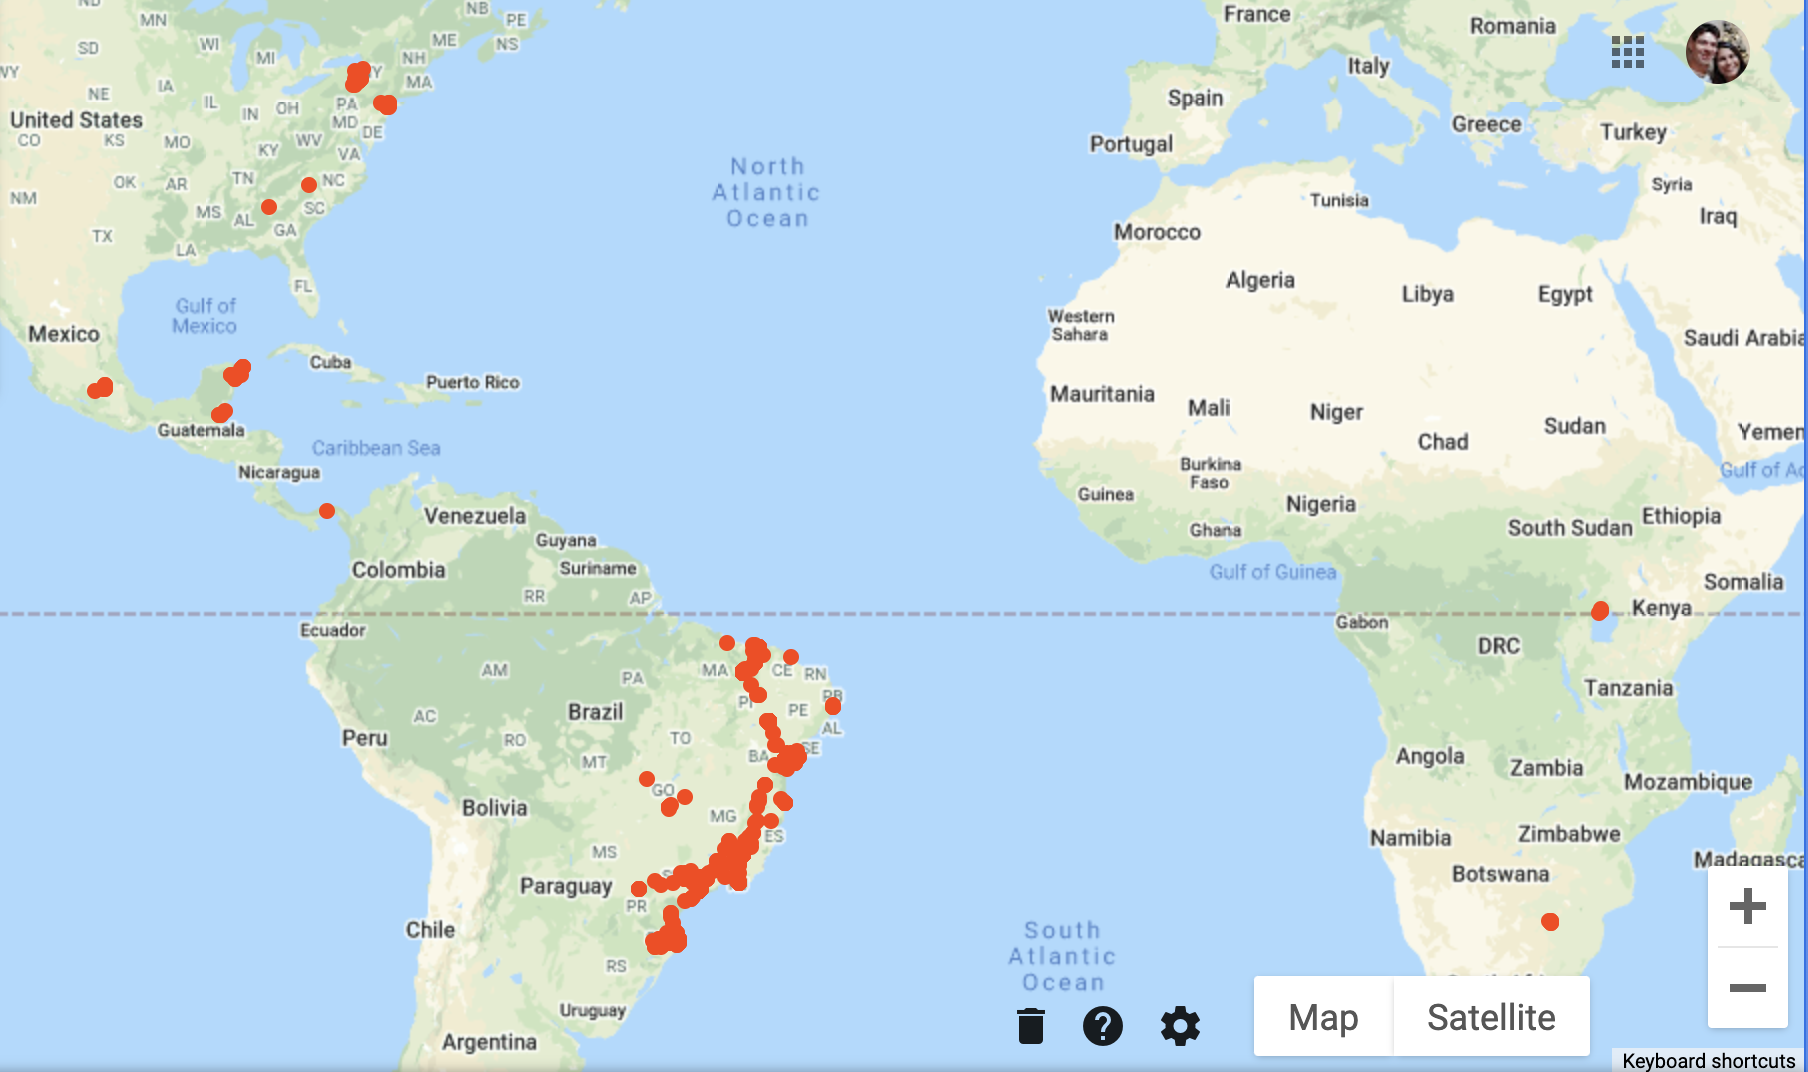 ND
MN
NB
PE
SD
WI
ME
NS
WY
MI
NH
NY
MA
NE
IA
IL
IN
OH
PA
United States
MD
DE
CO
KS
MO
WV
KY
VA
NM
OK
AR
TN
NC
MS
AL
SC
GA
TX
LA
FL
Gulf of
Mexico
Mexico
Cuba
Puerto Rico
Guatemala
Caribbean Sea
Nicaragua
North
Atlantic
Ocean
France
Romania
Italy
Spain
Portugal
Greece
Turkey
Syria
Iraq
Tunisia
Morocco
Algeria
Libya
Egypt
Western
Sahara
Saudi Arabia
Mauritania
Mali
Niger
Chad
Sudan
Yemen
Burkina
Faso
Gulf of Ad
Guinea
Nigeria
Ghana
South Sudan
Ethiopia
Gulf of Guinea
Somalia
Gabon
Kenya
DRC
Tanzania
Angola
Zambia
Mozambique
Namibia
Zimbabwe
Botswana
Madagasca
Venezuela
Guyana
Colombia
Suriname
RR
AP
Ecuador
AM
PA
MA
CE
RN
PI
PB
PE
AL
Brazil
AC
Peru
RO
TO
SE
MT
BA
GO
Bolivia
MG
ES
MS
Paraguay
PR
Chile
RS
Uruguay
Argentina
South
Atlantic
Ocean
Map
Satellite
Keyboard shortcuts